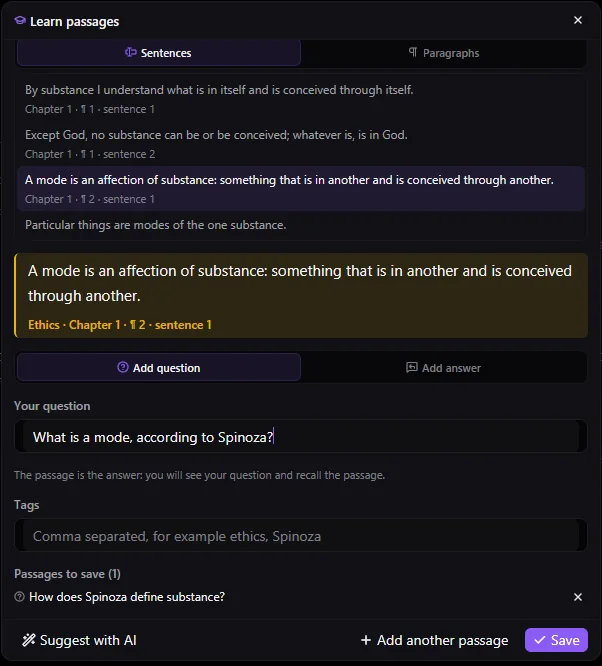 Learn passages
Sentences
Paragraphs
By substance I understand what is in itself and is conceived through itself.
Chapter 1 · ¶ 1 · sentence 1
Except God, no substance can be or be conceived; whatever is, is in God.
Chapter 1 · ¶ 1 · sentence 2
A mode is an affection of substance: something that is in another and is conceived through another.
Chapter 1 · ¶ 2 · sentence 1
Particular things are modes of the one substance.
A mode is an affection of substance: something that is in another and is conceived
through another.
Ethics · Chapter 1 · ¶ 2 · sentence 1
Add question
Add answer
Your question
What is a mode, according to Spinoza?
The passage is the answer: you will see your question and recall the passage.
Tags
Comma separated, for example ethics, Spinoza
Passages to save (1)
How does Spinoza define substance?
Suggest with AI
Add another passage
Save